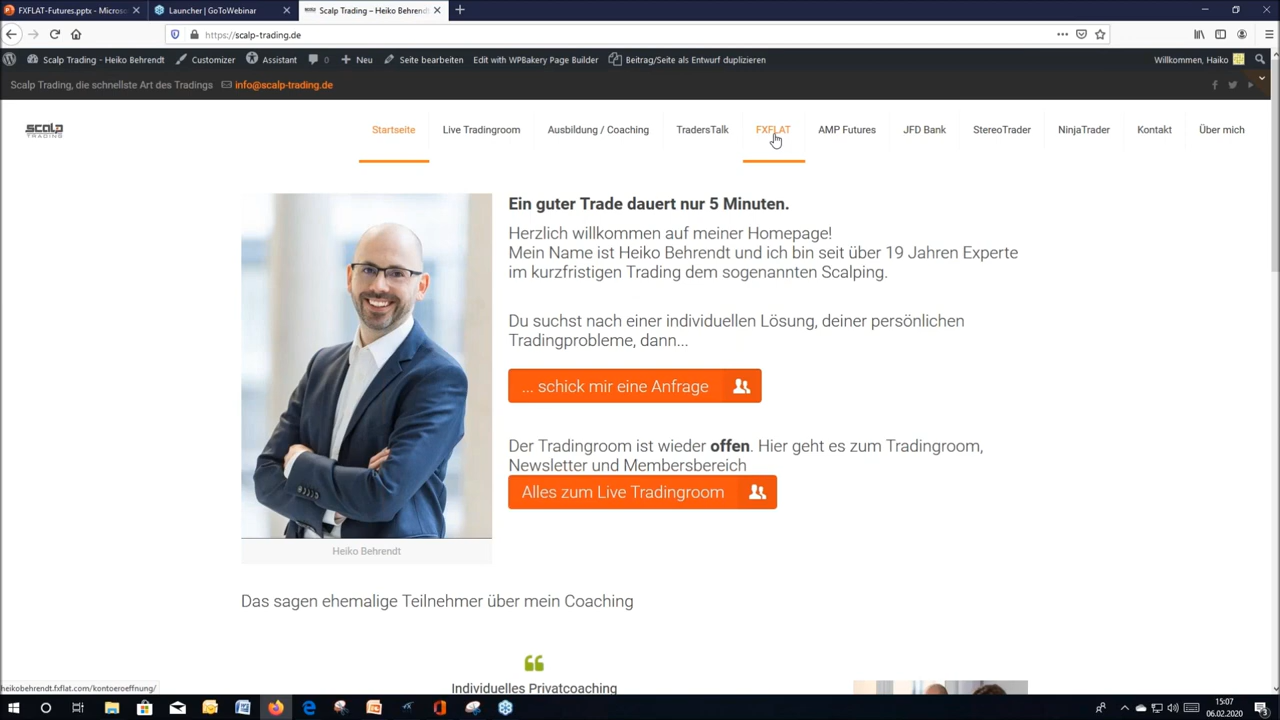 FXFLAT-Futures.pptx - Micros
Launcher | GoToWebinar
Scalp Trading – Heiko Behrendt
https://scalp-trading.de
Scalp Trading - Heiko Behrendt
Customizer
Assistant
0
Neu
Seite bearbeiten
Edit with WPBakery Page Builder
Beitrag/Seite als Entwurf duplizieren
Willkommen, Haiko
Scalp Trading, die schnellste Art des Tradings
info@scalp-trading.de
scalp
TRADING
Startseite
Live Tradingroom
Ausbildung / Coaching
TradersTalk
FXFLAT
AMP Futures
JFD Bank
StereoTrader
NinjaTrader
Kontakt
Über mich
Ein guter Trade dauert nur 5 Minuten.
Herzlich willkommen auf meiner Homepage!
Mein Name ist Heiko Behrendt und ich bin seit über 19 Jahren Experte
im kurzfristigen Trading dem sogenannten Scalping.
Du suchst nach einer individuellen Lösung, deiner persönlichen
Tradingprobleme, dann...
... schick mir eine Anfrage
Der Tradingroom ist wieder offen. Hier geht es zum Tradingroom,
Newsletter und Membersbereich
Alles zum Live Tradingroom
Heiko Behrendt
Das sagen ehemalige Teilnehmer über mein Coaching
Individuelles Privatcoaching
heikobehrendt.fxflat.com/kontoeroeffnung/
15:07
06.02.2020
3